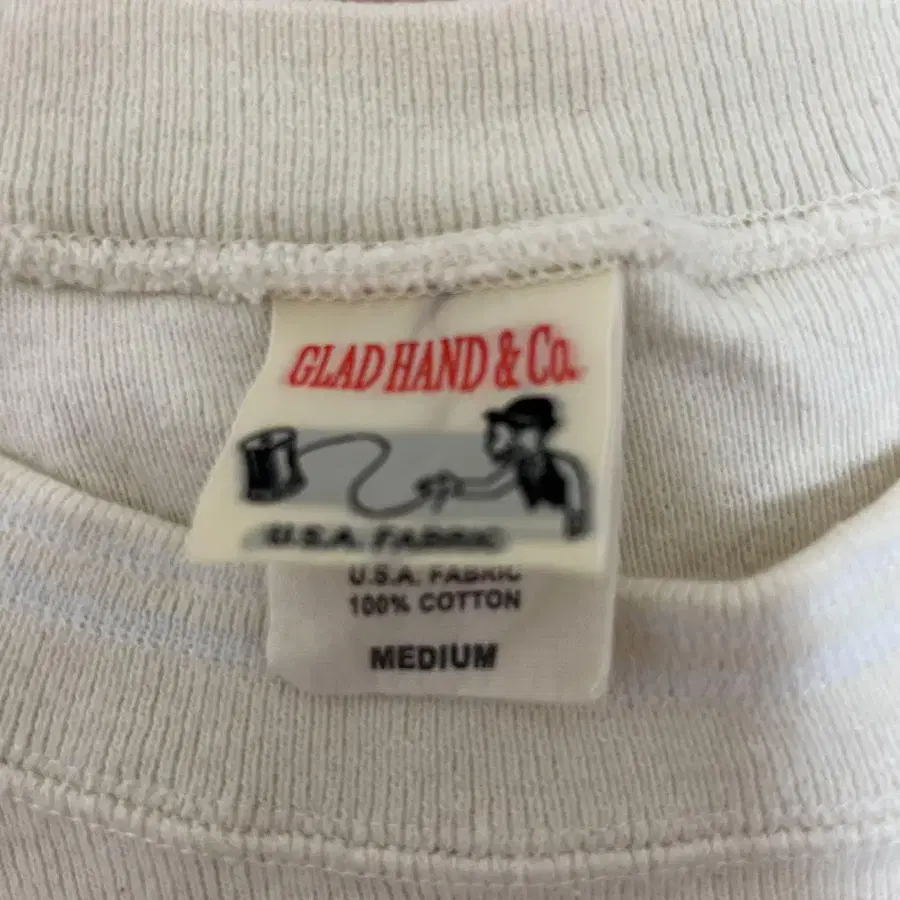 GLAD HAND & Co.
U.S.A. FABRIC
U.S.A. FABRIC
100% COTTON
MEDIUM